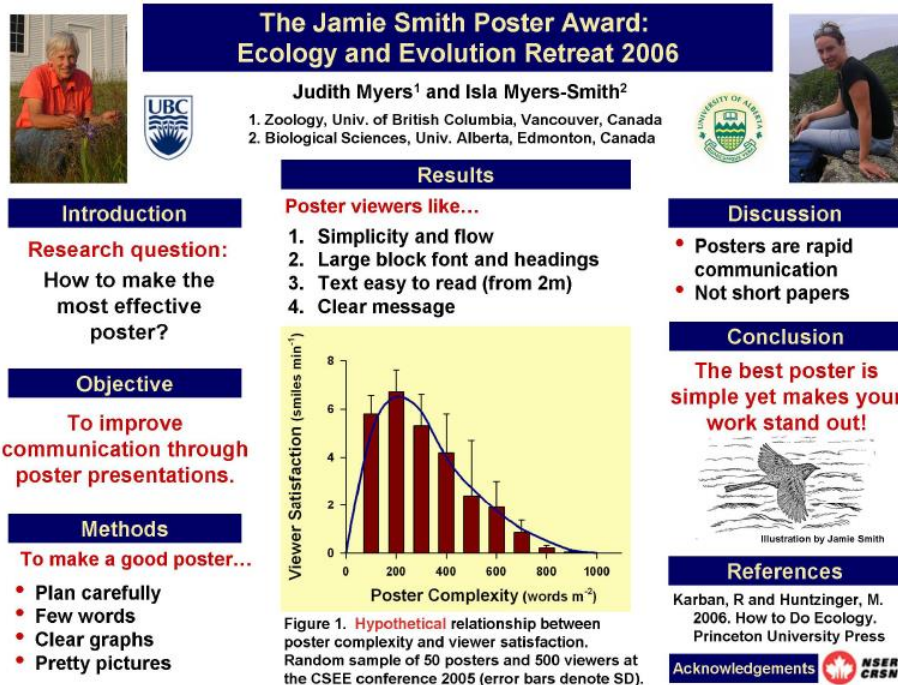 The Jamie Smith Poster Award:
Ecology and Evolution Retreat 2006
Judith Myers¹ and Isla Myers-Smith²
1. Zoology, Univ. of British Columbia, Vancouver, Canada
2. Biological Sciences, Univ. Alberta, Edmonton, Canada
UBC
UNIVERSITY OF ALBERTA
Introduction
Research question:
How to make the
most effective
poster?
Objective
To improve
communication through
poster presentations.
Methods
To make a good poster…
• Plan carefully
• Few words
• Clear graphs
• Pretty pictures
Results
Poster viewers like…
1. Simplicity and flow
2. Large block font and headings
3. Text easy to read (from 2m)
4. Clear message
Viewer Satisfaction (smiles min⁻¹)
8
6
4
2
0
0 200 400 600 800 1000
Poster Complexity (words m⁻²)
Figure 1. Hypothetical relationship between
poster complexity and viewer satisfaction.
Random sample of 50 posters and 500 viewers at
the CSEE conference 2005 (error bars denote SD).
Discussion
• Posters are rapid
communication
• Not short papers
Conclusion
The best poster is
simple yet makes your
work stand out!
Illustration by Jamie Smith
References
Karban, R and Huntzinger, M.
2006. How to Do Ecology.
Princeton University Press
Acknowledgements
NSER
CRSN